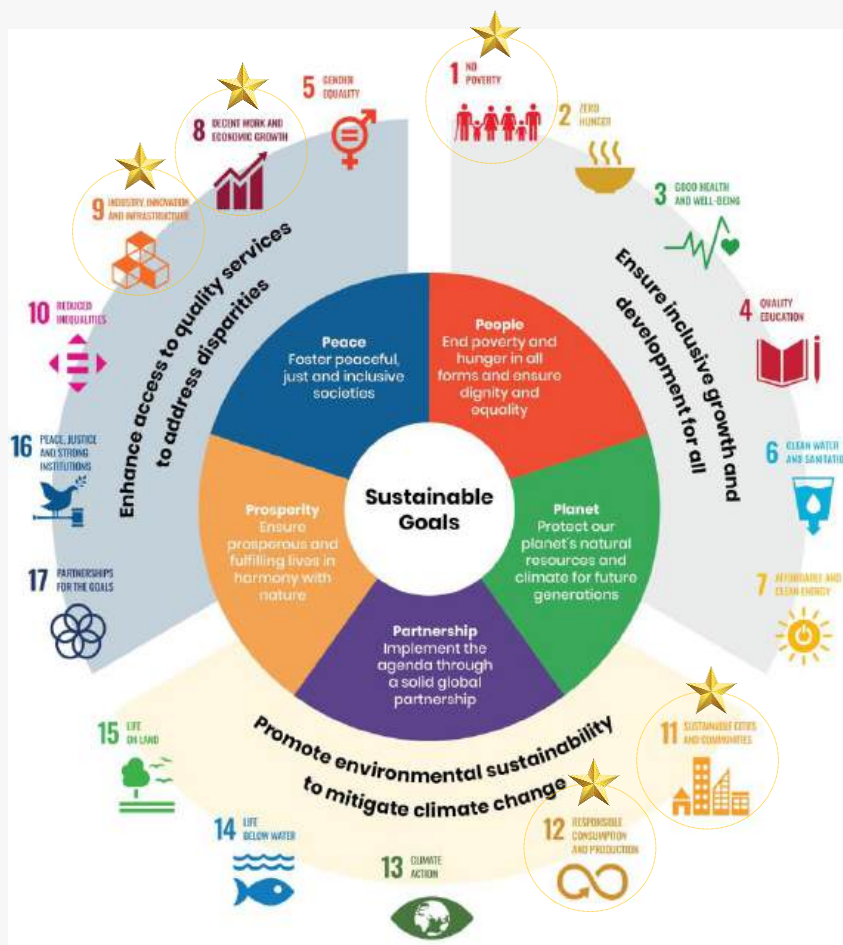 1 NO
POVERTY
2 ZERO
HUNGER
3 GOOD HEALTH
AND WELL-BEING
4 QUALITY
EDUCATION
6 CLEAN WATER
AND SANITATI
7 AFFORDABLE AND
CLEAN ENERGY
Ensure inclusive growth and
development for all
5 GENDER
EQUALITY
8 DECENT WORK AND
ECONOMIC GROWTH
9 INDUSTRY, INNOVATION
AND INFRASTRUCTURE
10 REDUCED
INEQUALITIES
16 PEACE, JUSTICE
AND STRONG
INSTITUTIONS
17 PARTNERSHIPS
FOR THE GOALS
Enhance access to quality services
to address disparities
Peace
Foster peaceful,
just and inclusive
societies
People
End poverty and
hunger in all
forms and ensure
dignity and
equality
Sustainable
Goals
Prosperity
Ensure
prosperous and
fulfilling lives in
harmony with
nature
Planet
Protect our
planet's natural
resources and
climate for future
generations
Partnership
Implement the
agenda through
a solid global
partnership
Promote environmental sustainability
to mitigate climate change
11 SUSTAINABLE CITIES
AND COMMUNITIES
12 RESPONSIBLE
CONSUMPTION
AND PRODUCTION
13 CLIMATE
ACTION
14 LIFE
BELOW WATER
15 LIFE
ON LAND